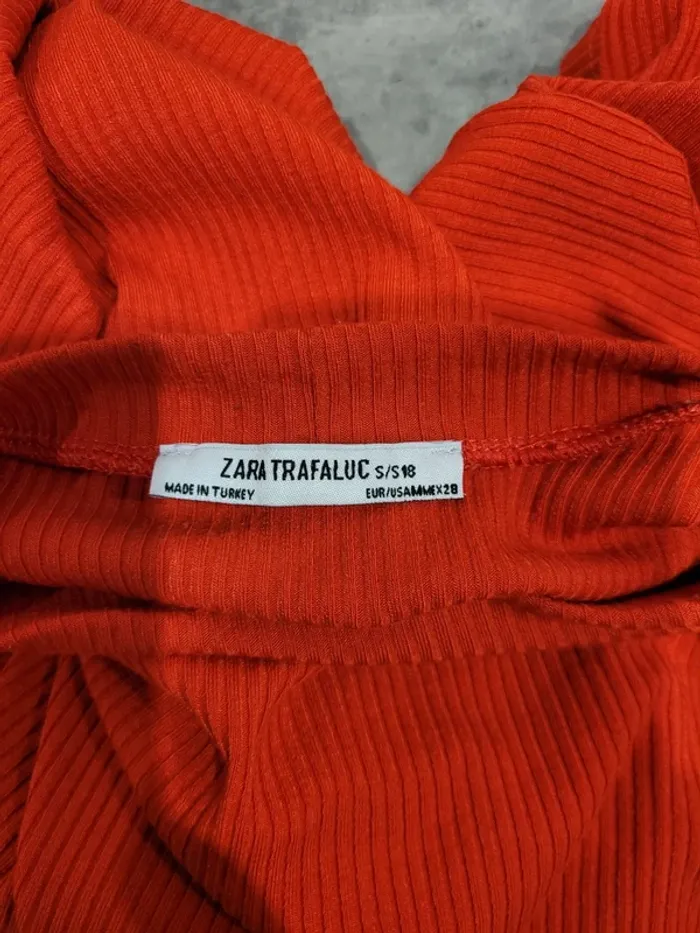 ZARA TRAFALUC S/S18
MADE IN TURKEY EUR/USAMMEX28